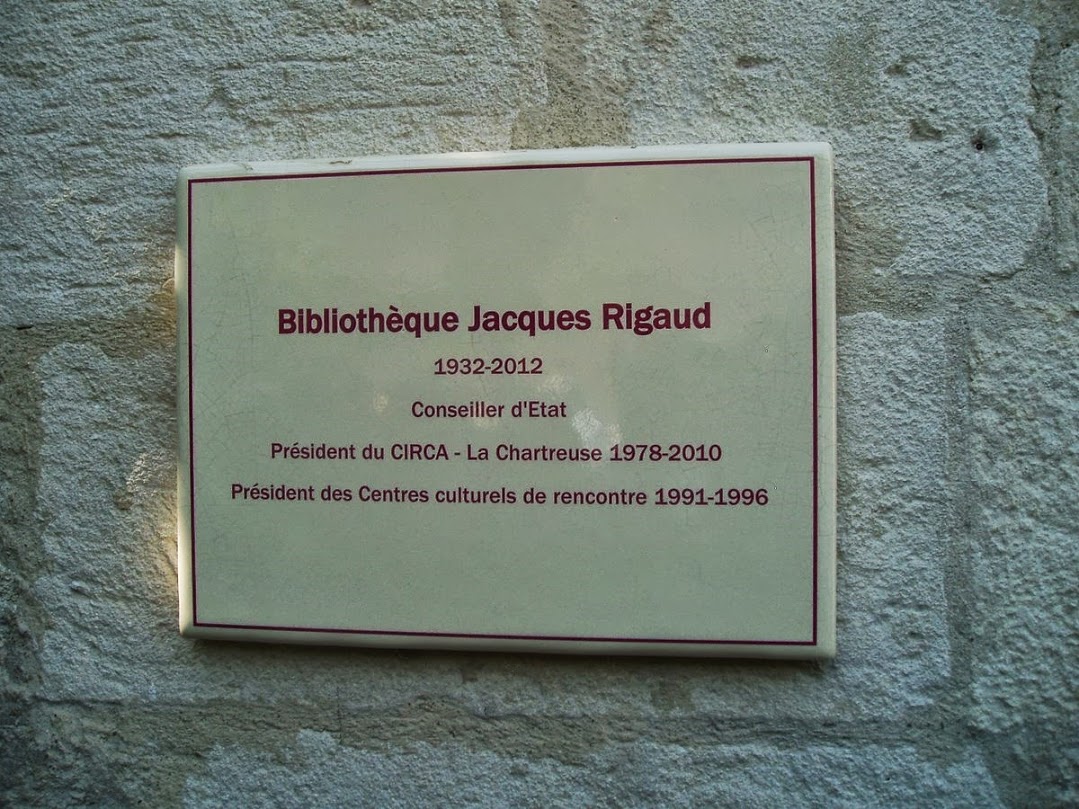 Bibliothèque Jacques Rigaud
1932-2012
Conseiller d'Etat
Président du CIRCA - La Chartreuse 1978-2010
Président des Centres culturels de rencontre 1991-1996